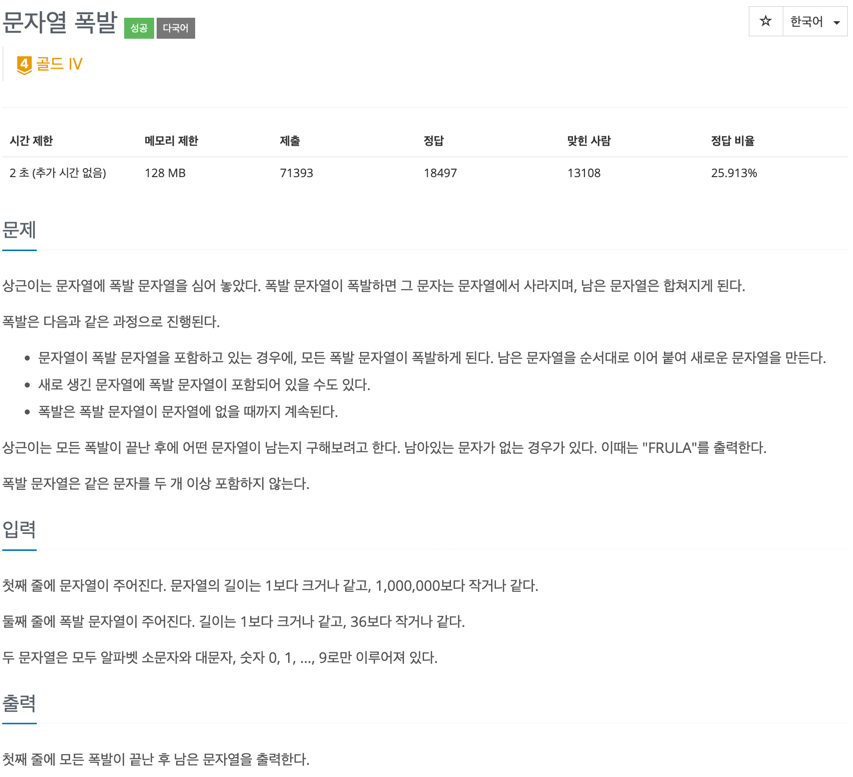 문자열 폭발 성공 다국어
☆ 한국어
4 골드 IV
시간 제한 메모리 제한 제출 정답 맞힌 사람 정답 비율
2 초 (추가 시간 없음) 128 MB 71393 18497 13108 25.913%
문제
상근이는 문자열에 폭발 문자열을 심어 놓았다. 폭발 문자열이 폭발하면 그 문자는 문자열에서 사라지며, 남은 문자열은 합쳐지게 된다.
폭발은 다음과 같은 과정으로 진행된다.
• 문자열이 폭발 문자열을 포함하고 있는 경우에, 모든 폭발 문자열이 폭발하게 된다. 남은 문자열을 순서대로 이어 붙여 새로운 문자열을 만든다.
• 새로 생긴 문자열에 폭발 문자열이 포함되어 있을 수도 있다.
• 폭발은 폭발 문자열이 문자열에 없을 때까지 계속된다.
상근이는 모든 폭발이 끝난 후에 어떤 문자열이 남는지 구해보려고 한다. 남아있는 문자가 없는 경우가 있다. 이때는 "FRULA"를 출력한다.
폭발 문자열은 같은 문자를 두 개 이상 포함하지 않는다.
입력
첫째 줄에 문자열이 주어진다. 문자열의 길이는 1보다 크거나 같고, 1,000,000보다 작거나 같다.
둘째 줄에 폭발 문자열이 주어진다. 길이는 1보다 크거나 같고, 36보다 작거나 같다.
두 문자열은 모두 알파벳 소문자와 대문자, 숫자 0, 1, ..., 9로만 이루어져 있다.
출력
첫째 줄에 모든 폭발이 끝난 후 남은 문자열을 출력한다.